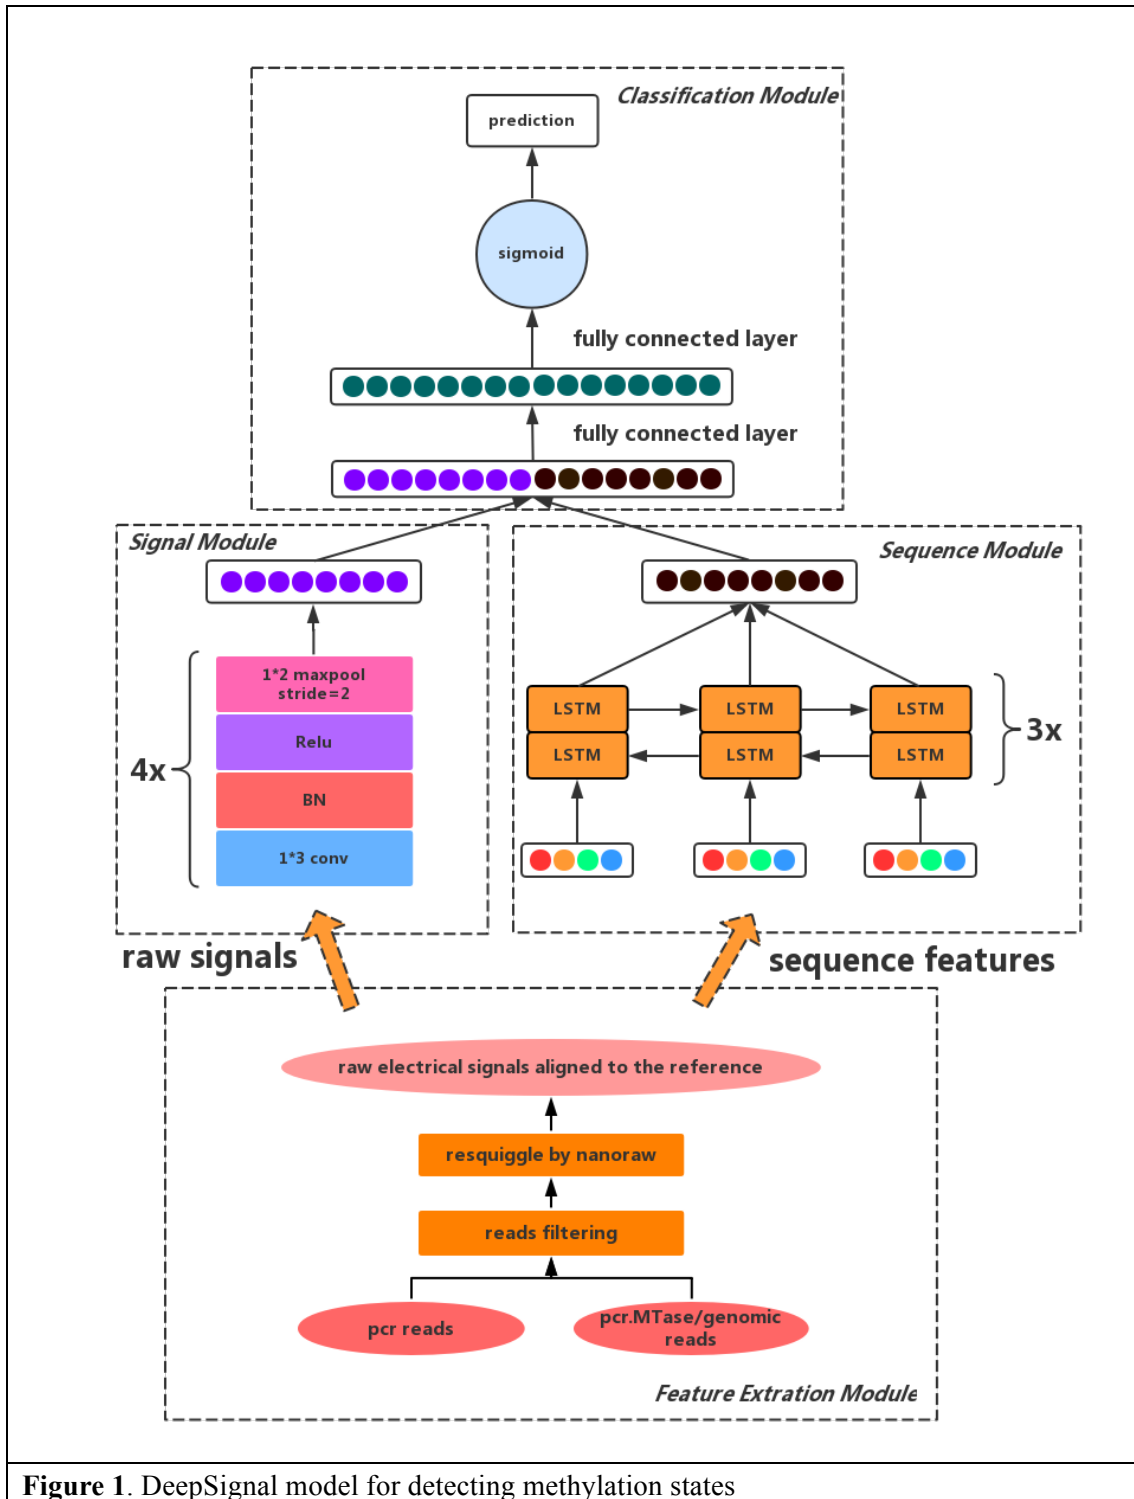 Classification Module
prediction
sigmoid
fully connected layer
fully connected layer
Signal Module
Sequence Module
1*2 maxpool
stride=2
Relu
BN
1*3 conv
4x
LSTM
LSTM
LSTM
LSTM
LSTM
LSTM
3x
raw signals
sequence features
raw electrical signals aligned to the reference
resquiggle by nanoraw
reads filtering
pcr reads
pcr.MTase/genomic
reads
Feature Extration Module
Figure 1. DeepSignal model for detecting methylation states